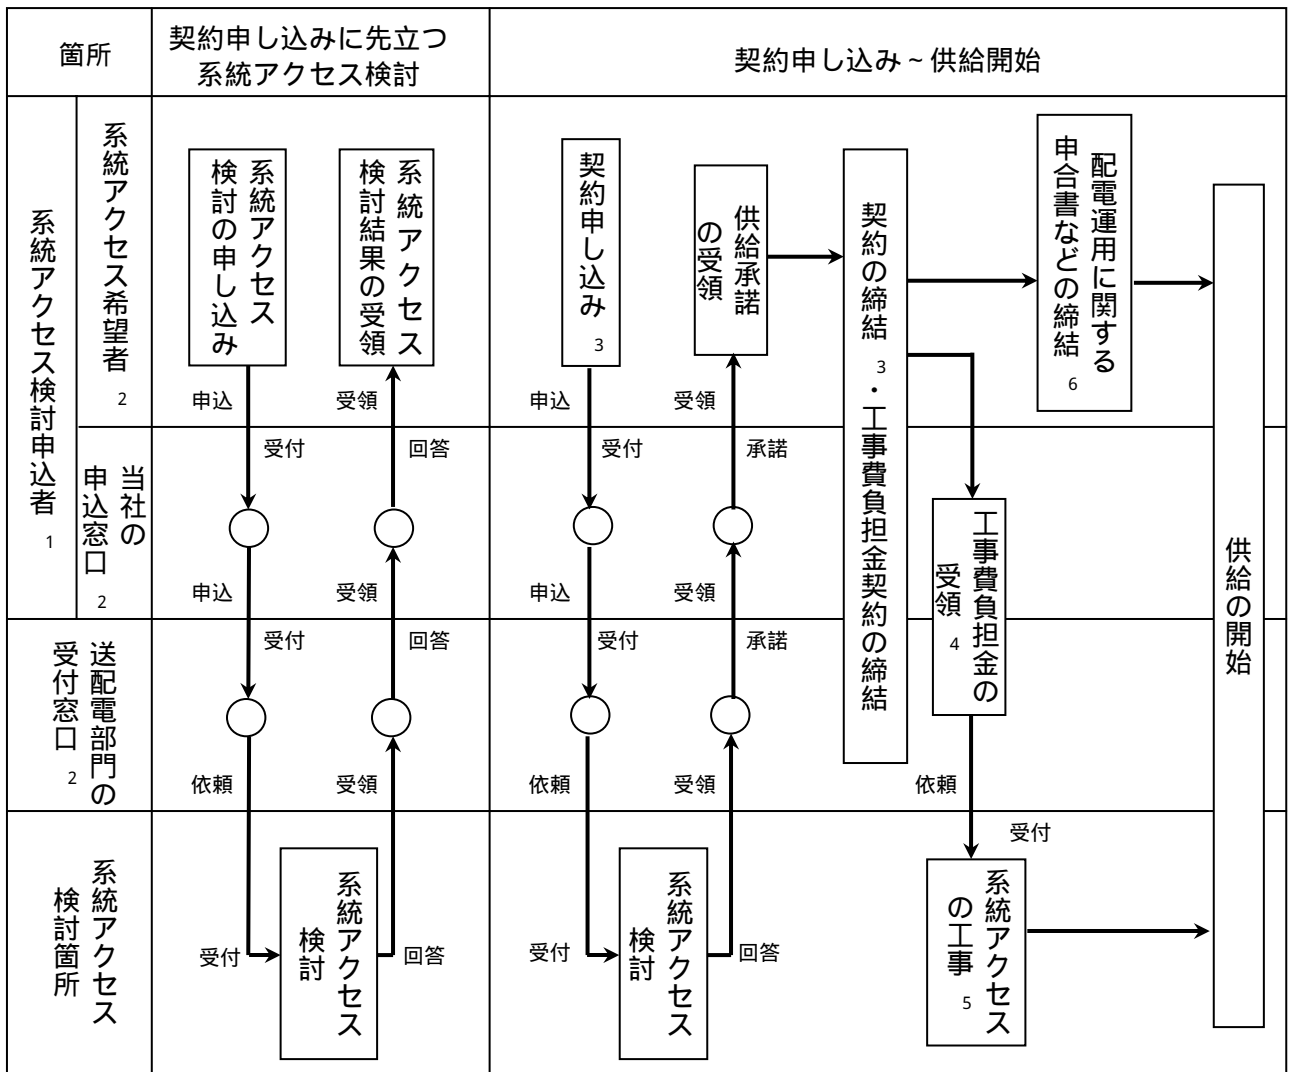 箇所
契約申し込みに先立つ
系統アクセス検討
契約申し込み~供給開始
系統アクセス検討申込者 1
系統アクセス希望者 2
系統アクセス
検討の申し込み
系統アクセス
検討結果の受領
契約申し込み 3
供給承諾
の受領
契約の締結 3 ・工事費負担金契約の締結
配電運用に関する
申合書などの締結 6
供給の開始
申込
受領
申込
受領
当社の
申込窓口 2
受付
回答
受付
承諾
工事費負担金の
受領 4
申込
受領
申込
受領
送配電部門の
受付窓口 2
受付
回答
受付
承諾
依頼
受領
依頼
受領
依頼
系統アクセス
検討箇所
受付
系統アクセス
検討
回答
受付
系統アクセス
検討
回答
受付
系統アクセス
の工事 5